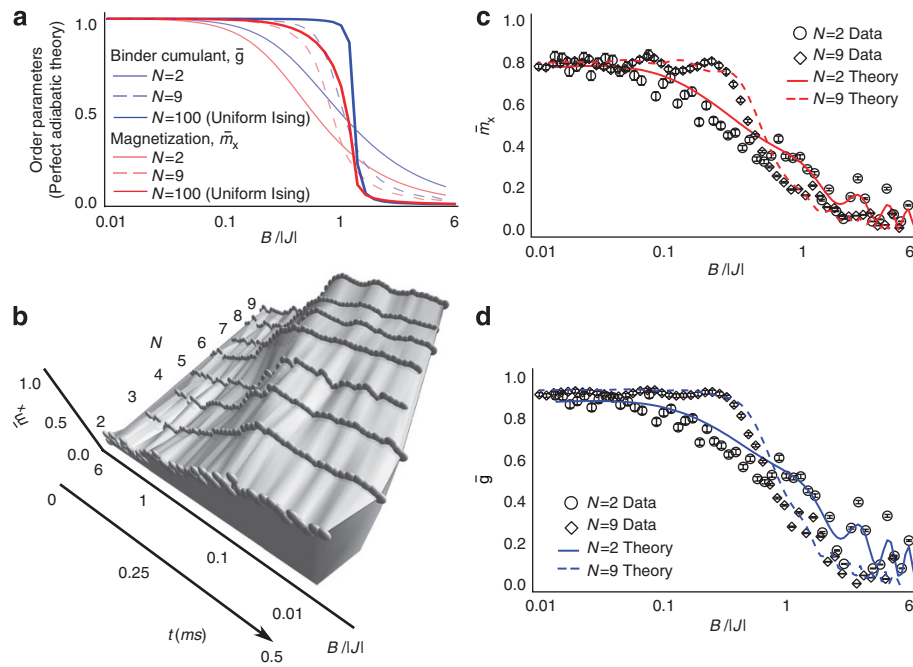 a
Order parameters
(Perfect adiabatic theory)
1.0
0.5
0.0
Binder cumulant, ḡ
N=2
N=9
N=100 (Uniform Ising)
Magnetization, m̄ₓ
N=2
N=9
N=100 (Uniform Ising)
0.01
0.1
1
6
B/|J|
b
N
9
8
7
6
5
4
3
2
1.0
0.5
0.0
6
1
0.1
0.01
B/|J|
0
0.25
0.5
t (ms)
c
m̄ₓ
1.0
0.8
0.6
0.4
0.2
0.0
N=2 Data
N=9 Data
N=2 Theory
N=9 Theory
0.01
0.1
1
6
B/|J|
d
ḡ
1.0
0.8
0.6
0.4
0.2
0.0
N=2 Data
N=9 Data
N=2 Theory
N=9 Theory
0.01
0.1
1
6
B/|J|